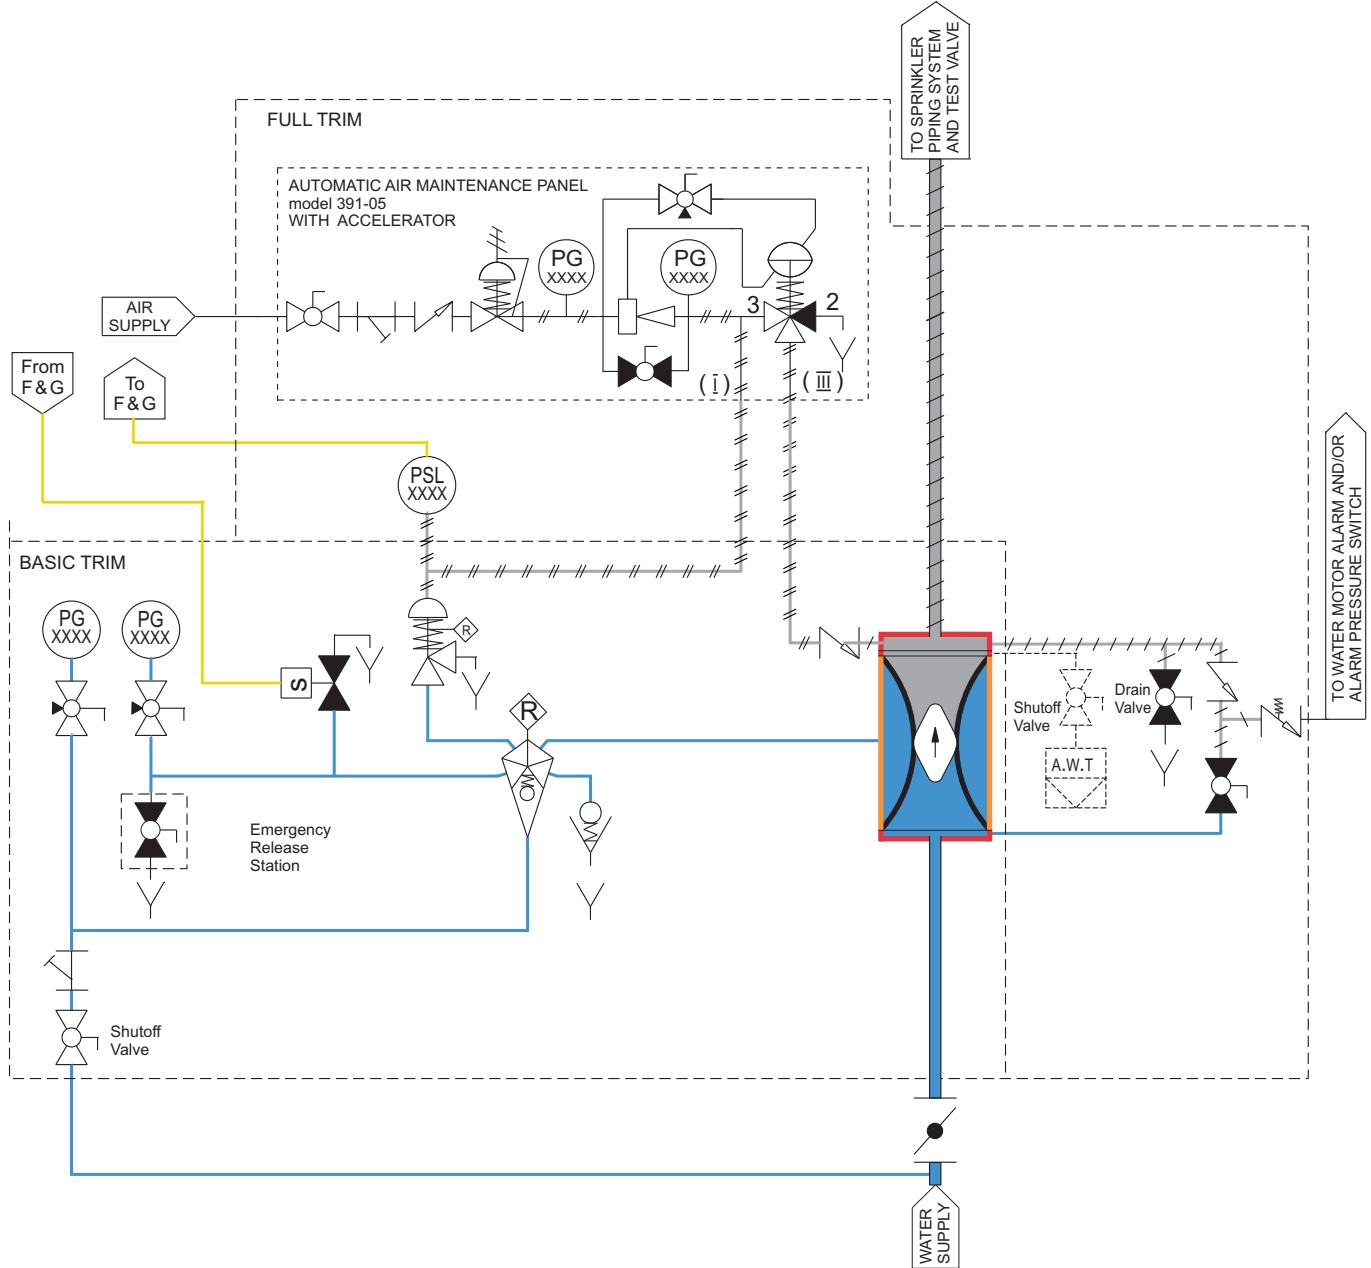 TO SPRINKLER
PIPING SYSTEM
AND TEST VALVE
FULL TRIM
AUTOMATIC AIR MAINTENANCE PANEL
model 391-05
WITH ACCELERATOR
PG
XXXX
PG
XXXX
3
2
AIR
SUPPLY
From
F & G
To
F & G
( I )
( III )
PSL
XXXX
TO WATER MOTOR ALARM AND/OR
ALARM PRESSURE SWITCH
BASIC TRIM
PG
XXXX
PG
XXXX
R
S
R
Shutoff
Valve
Drain
Valve
A.W.T
Emergency
Release
Station
Shutoff
Valve
WATER
SUPPLY